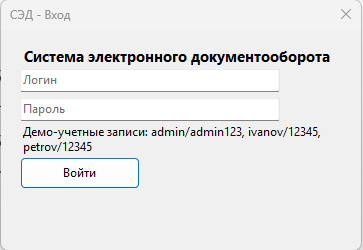 СЭД - Вход
Система электронного документооборота
Логин
Пароль
Демо-учетные записи: admin/admin123, ivanov/12345,
petrov/12345
Войти